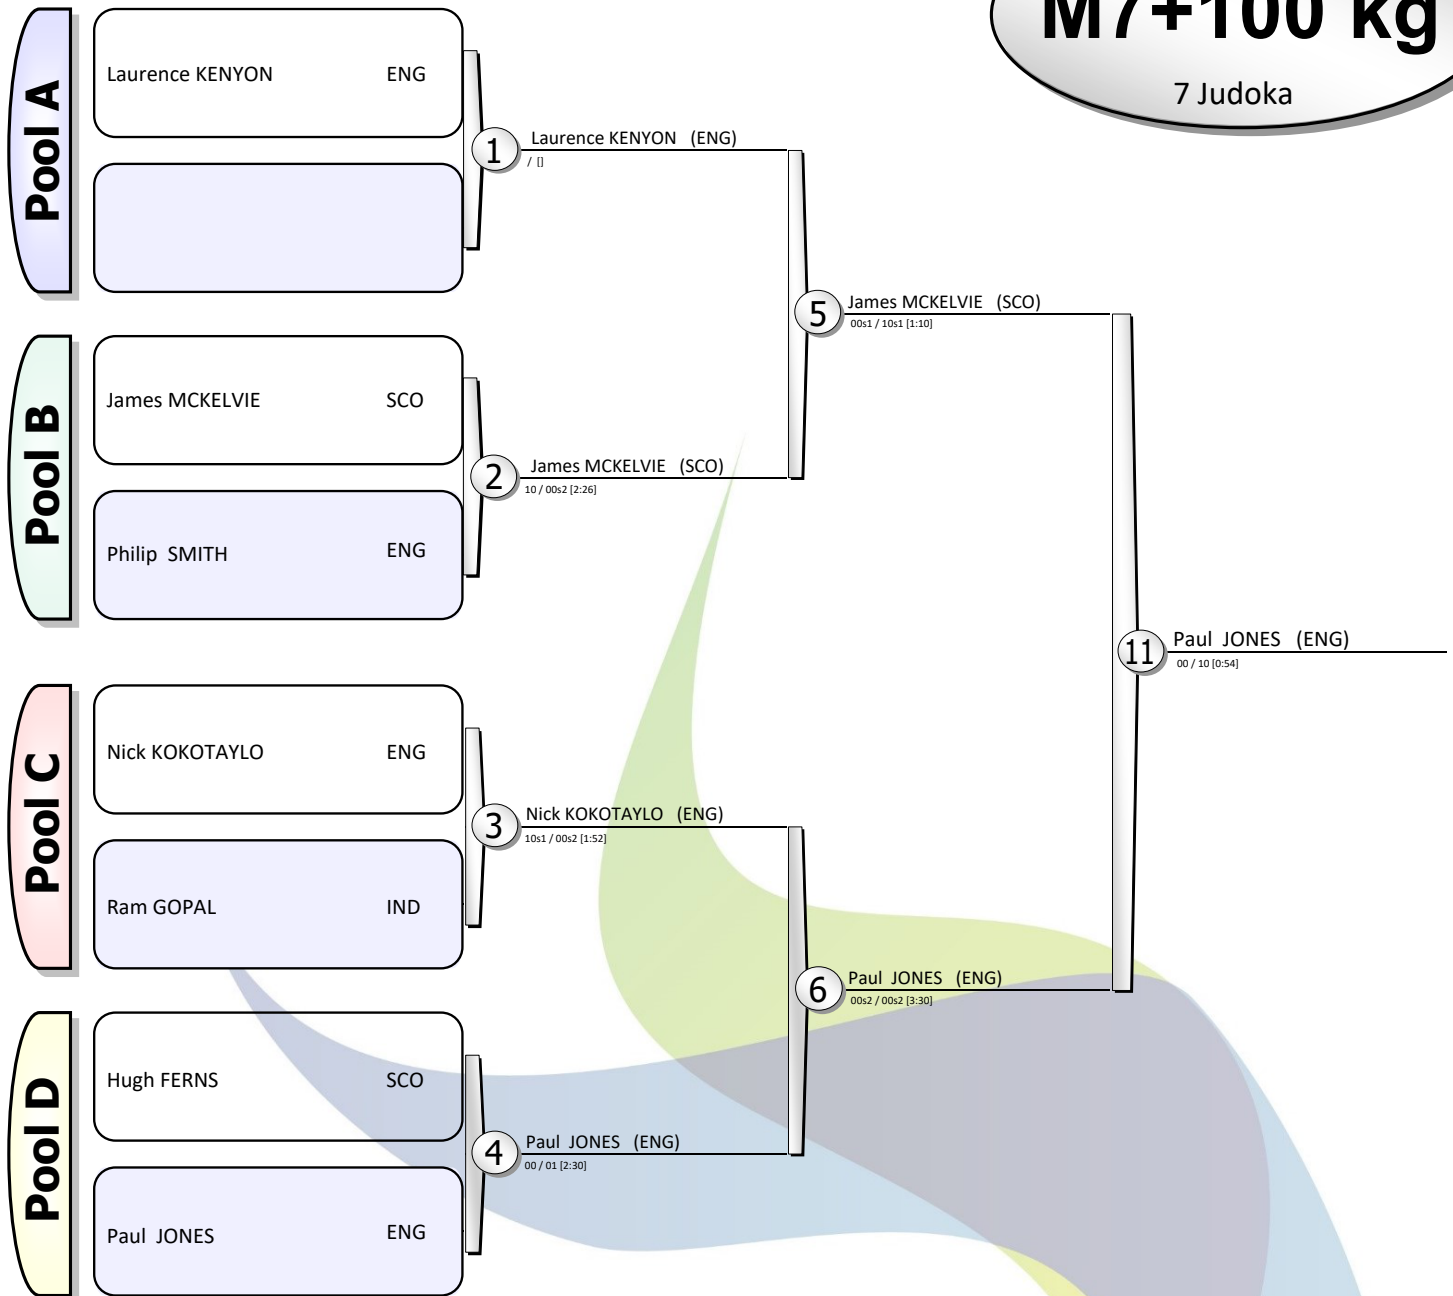 M7+100 kg
7 Judoka
Pool A
Laurence KENYON ENG
1
Laurence KENYON (ENG)
/ []
Pool B
James MCKELVIE SCO
Philip SMITH ENG
2
James MCKELVIE (SCO)
10 / 00s2 [2:26]
5
James MCKELVIE (SCO)
00s1 / 10s1 [1:10]
Pool C
Nick KOKOTAYLO ENG
Ram GOPAL IND
3
Nick KOKOTAYLO (ENG)
10s1 / 00s2 [1:52]
Pool D
Hugh FERNS SCO
Paul JONES ENG
4
Paul JONES (ENG)
00 / 01 [2:30]
6
Paul JONES (ENG)
00s2 / 00s2 [3:30]
11
Paul JONES (ENG)
00 / 10 [0:54]